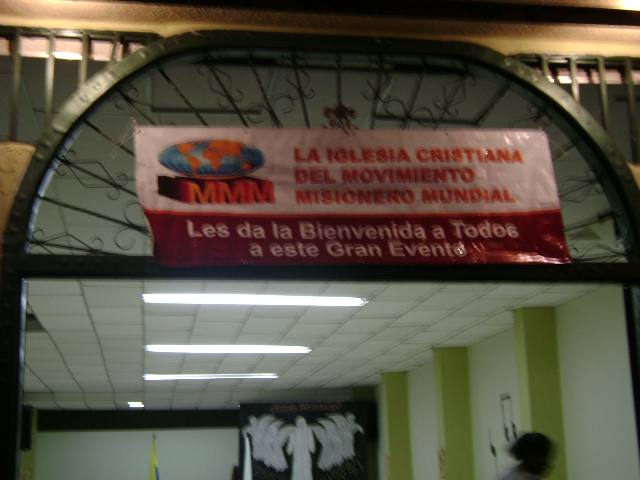 LA IGLESIA CRISTIANA
DEL MOVIMIENTO
MISIONERO MUNDIAL
MMM
Les da la Bienvenida a Todos
a este Gran Evento